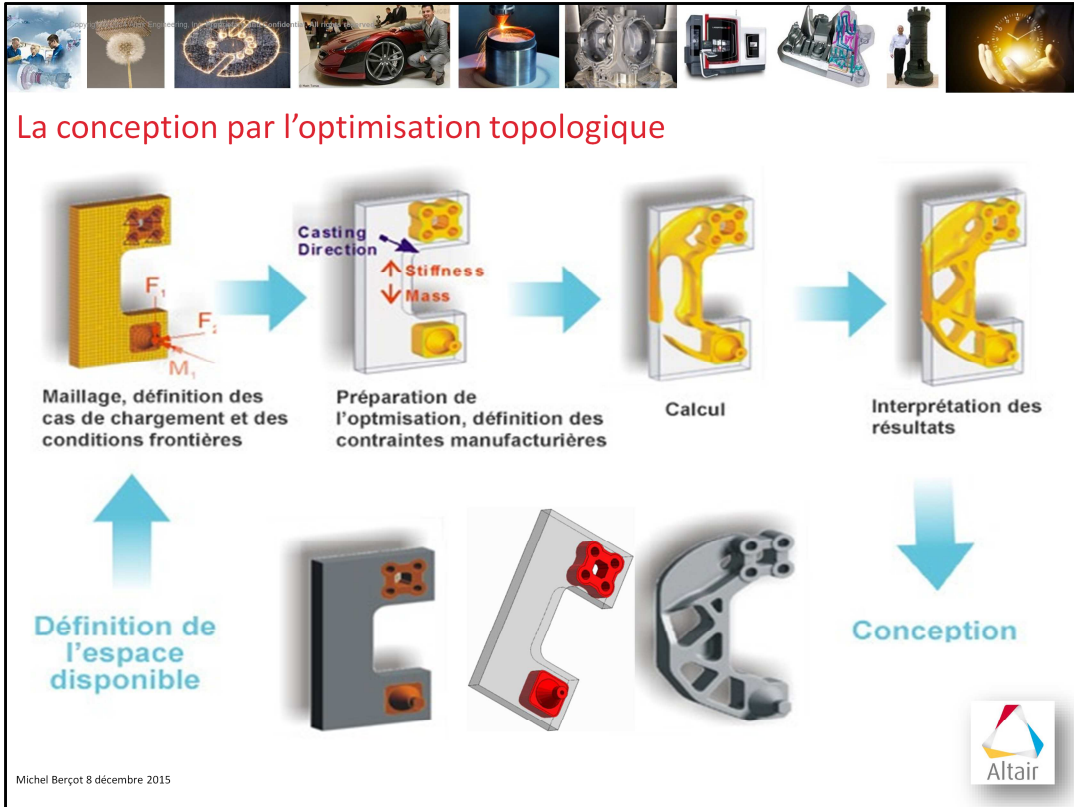 La conception par l’optimisation topologique
Casting
Direction
Stiffness
Mass
F1
F2
M1
Maillage, définition des
cas de chargement et des
conditions frontières
Préparation de
l'optmisation, définition des
contraintes manufacturières
Calcul
Interprétation des
résultats
Définition de
l'espace
disponible
Conception
Altair
Michel Berçot 8 décembre 2015